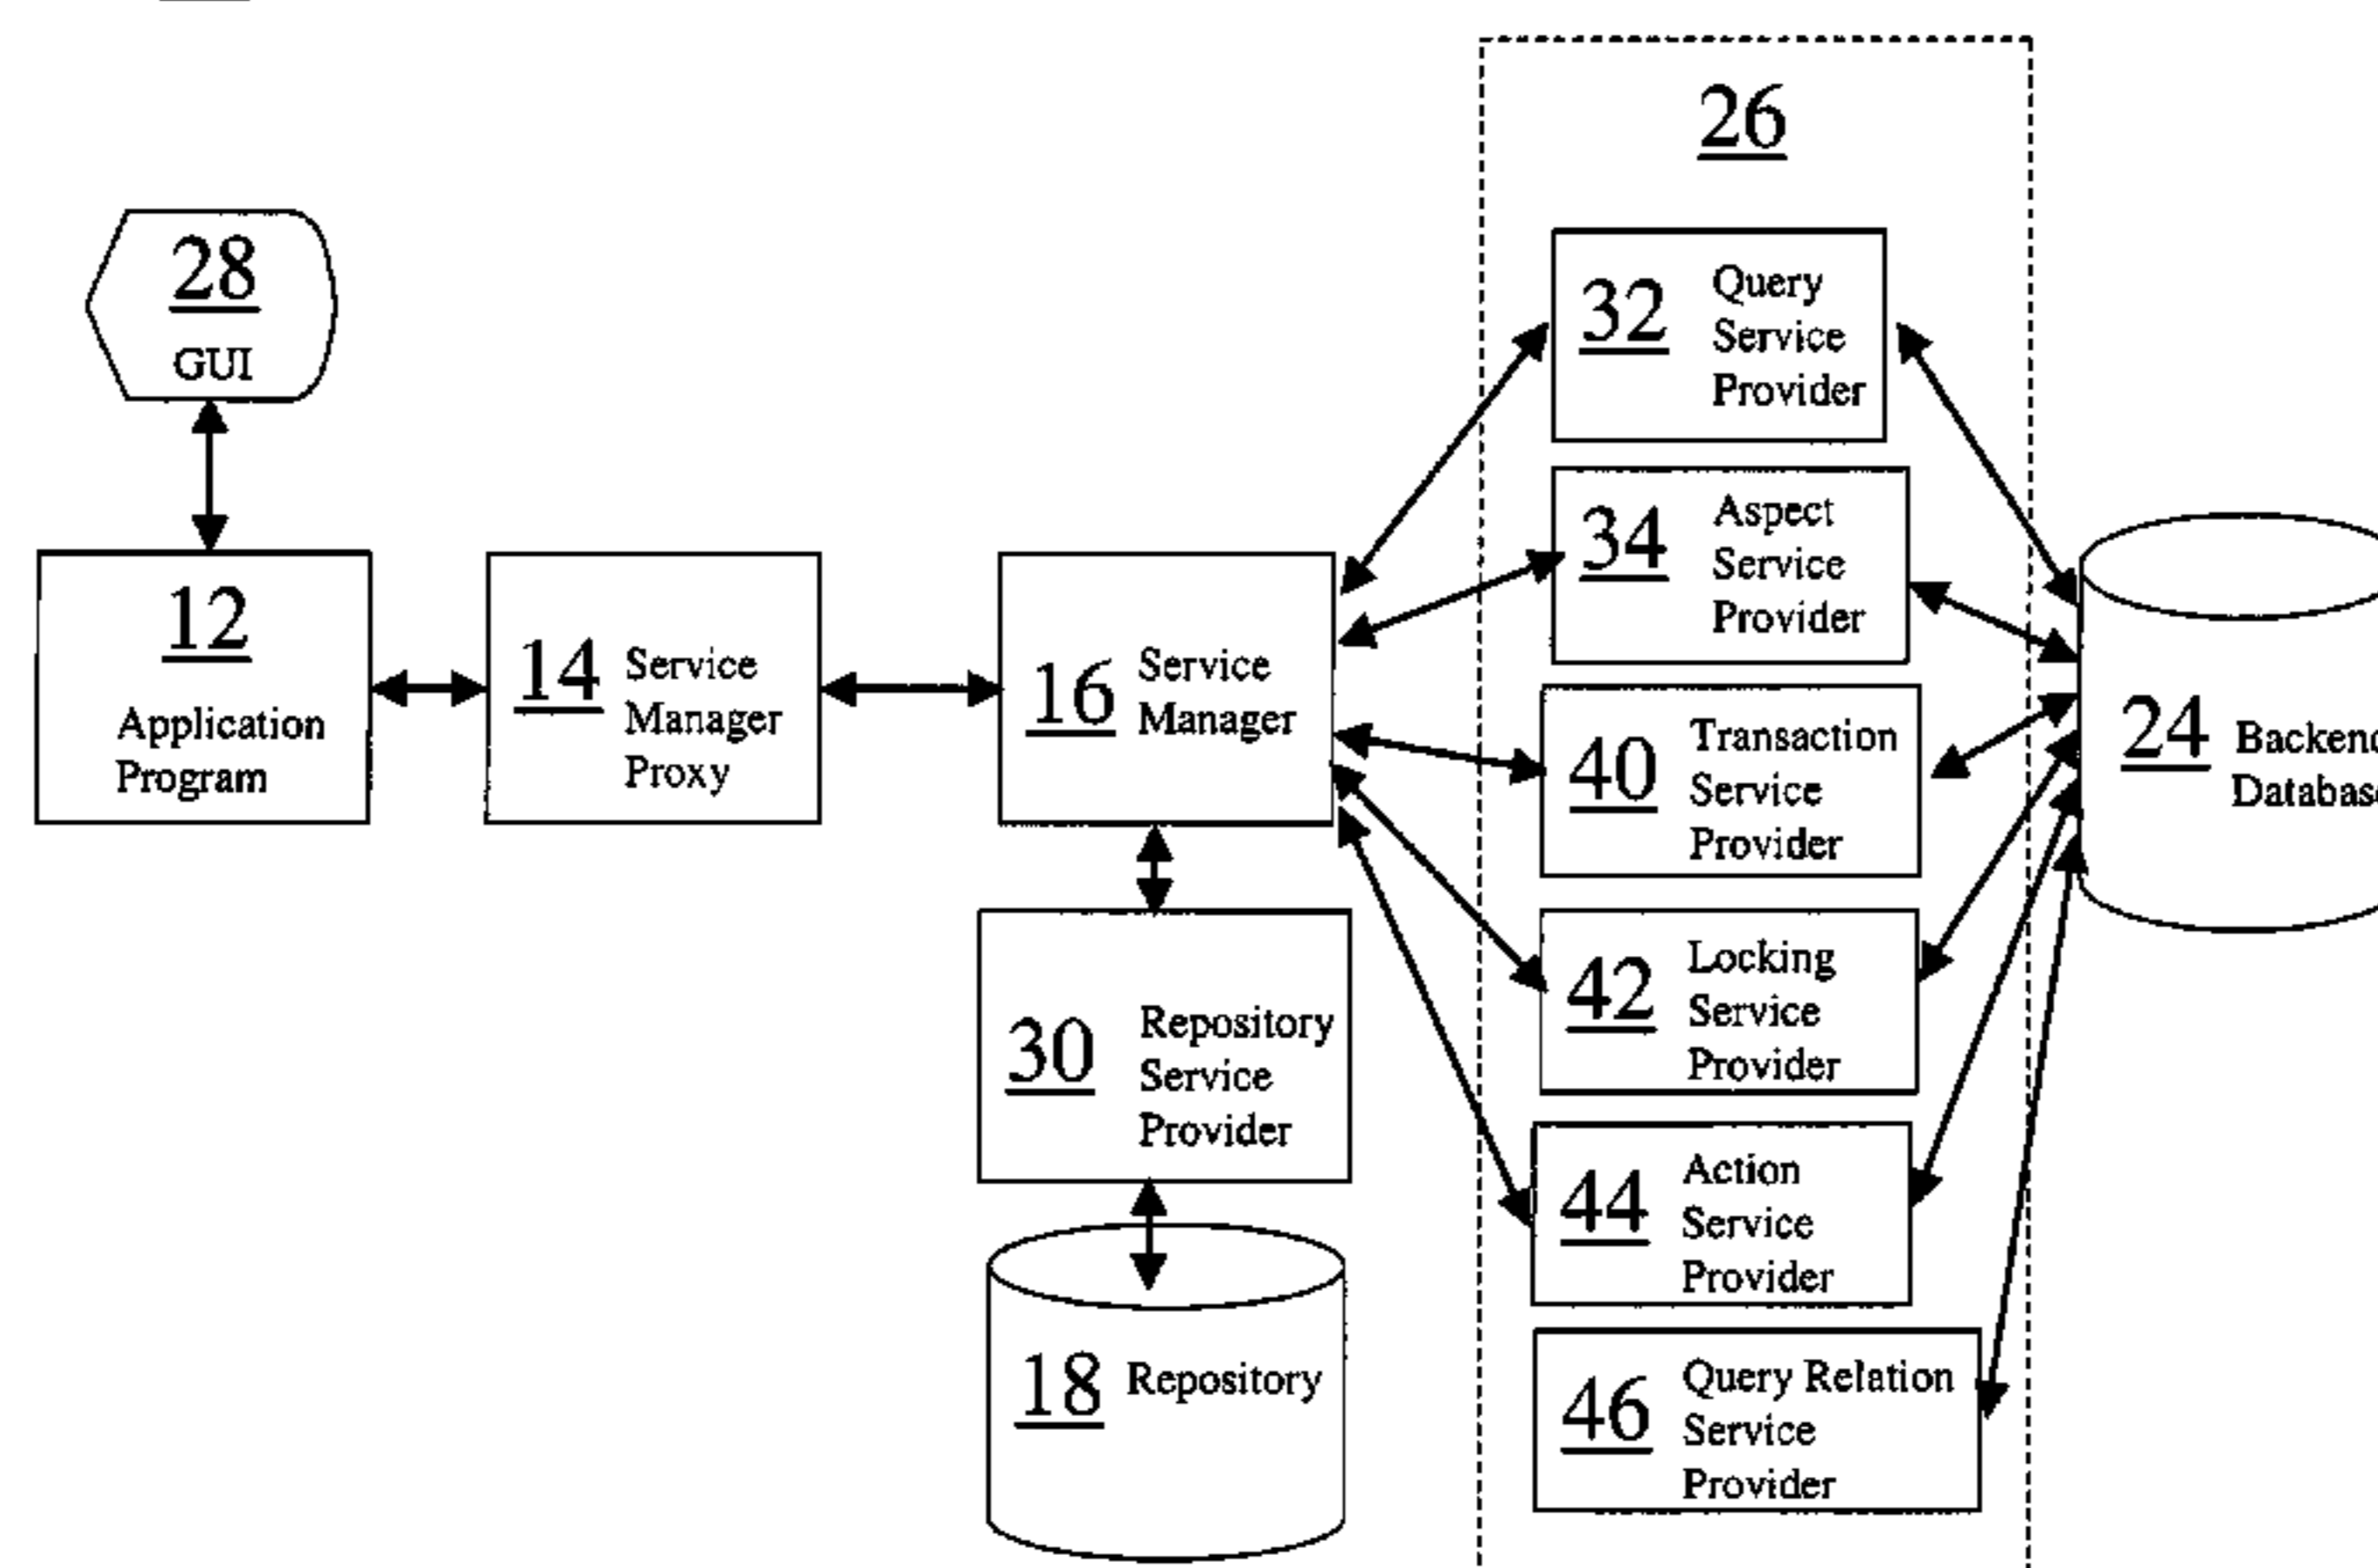 26
28
GUI
12
Application
Program
14
Service
Manager
Proxy
16
Service
Manager
30
Repository
Service
Provider
18
Repository
32
Query
Service
Provider
34
Aspect
Service
Provider
40
Transaction
Service
Provider
42
Locking
Service
Provider
44
Action
Service
Provider
46
Query Relation
Service
Provider
24